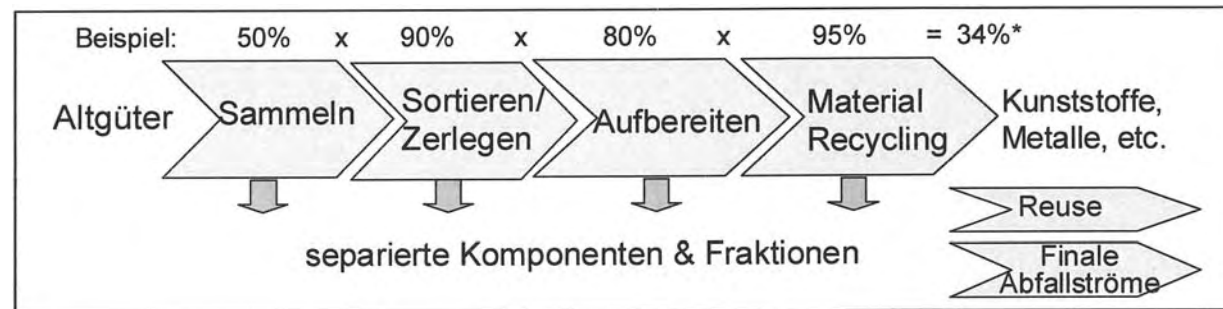 Beispiel: 50% x 90% x 80% x 95% = 34%*
Altgüter
Sammeln
Sortieren/
Zerlegen
Aufbereiten
Material
Recycling
Kunststoffe,
Metalle, etc.
separierte Komponenten & Fraktionen
Reuse
Finale
Abfallströme